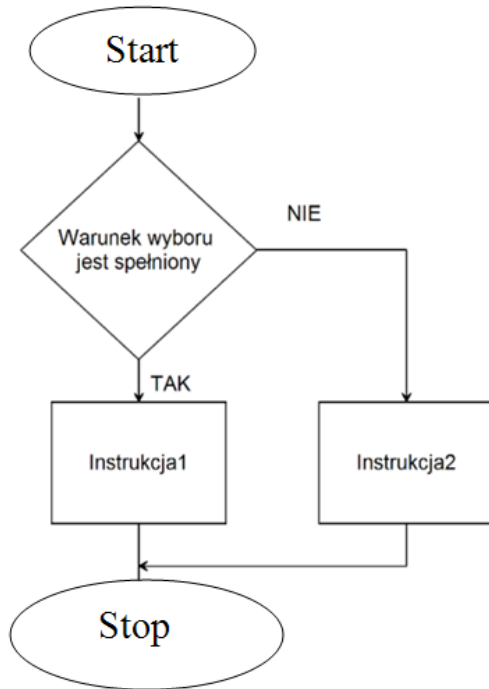 Start
NIE
Warunek wyboru
jest spełniony
TAK
Instrukcja1
Instrukcja2
Stop